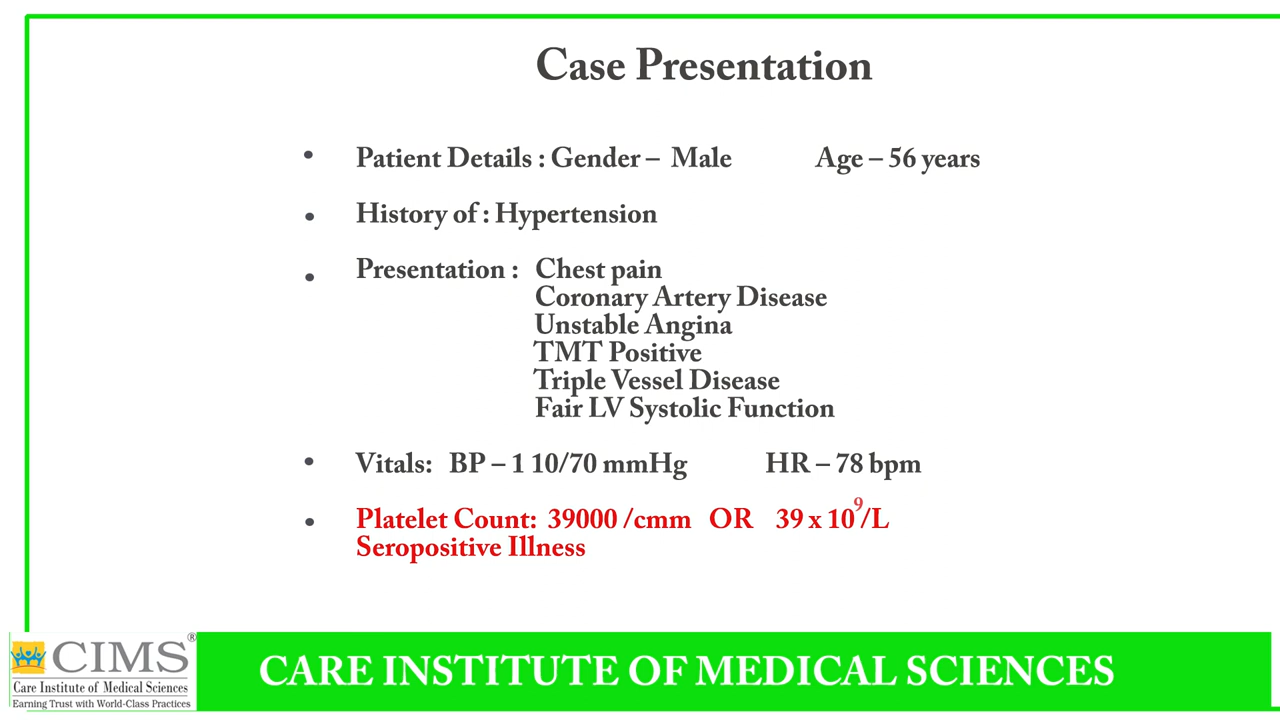 Case Presentation
• Patient Details : Gender – Male Age – 56 years
• History of : Hypertension
• Presentation : Chest pain
Coronary Artery Disease
Unstable Angina
TMT Positive
Triple Vessel Disease
Fair LV Systolic Function
• Vitals: BP – 1 10/70 mmHg HR – 78 bpm
• Platelet Count: 39000 /cmm OR 39 x 10⁹/L
Seropositive Illness
CIMS®
Care Institute of Medical Sciences
Earning Trust with World-Class Practices
CARE INSTITUTE OF MEDICAL SCIENCES